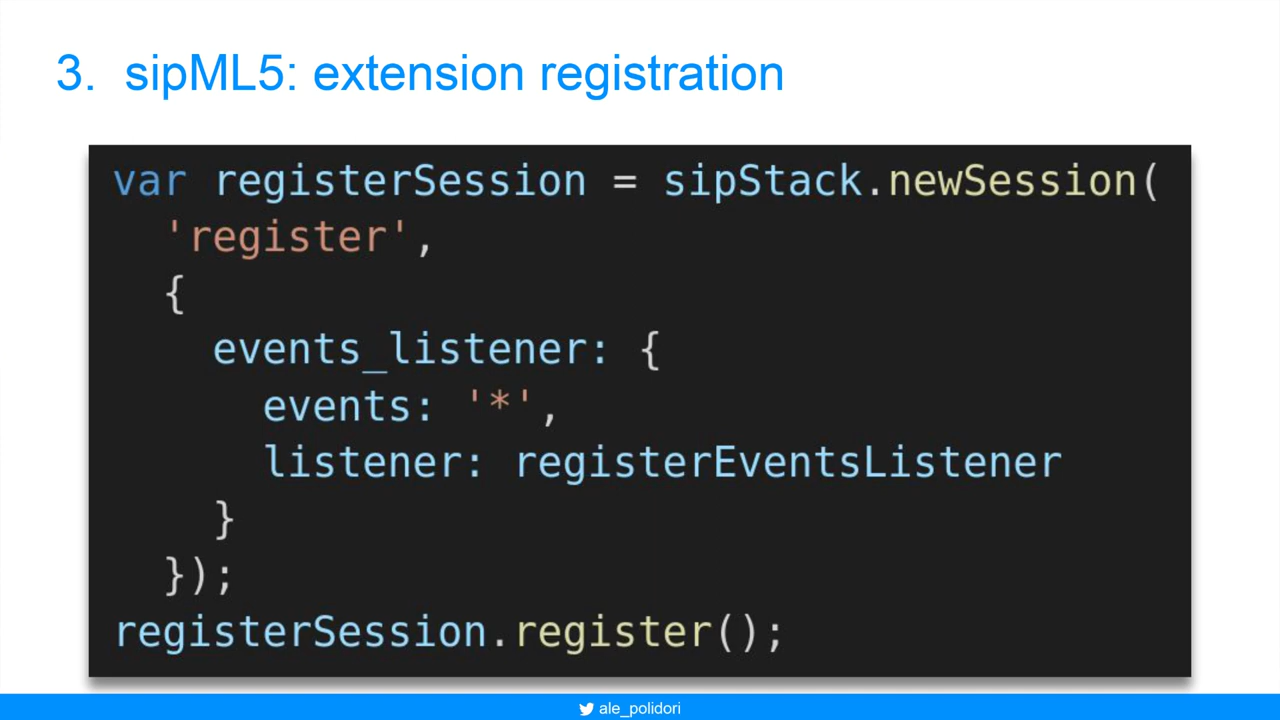 3. sipML5: extension registration
var registerSession = sipStack.newSession(
'register',
{
events_listener: {
events: '*',
listener: registerEventsListener
}
});
registerSession.register();
ale_polidori